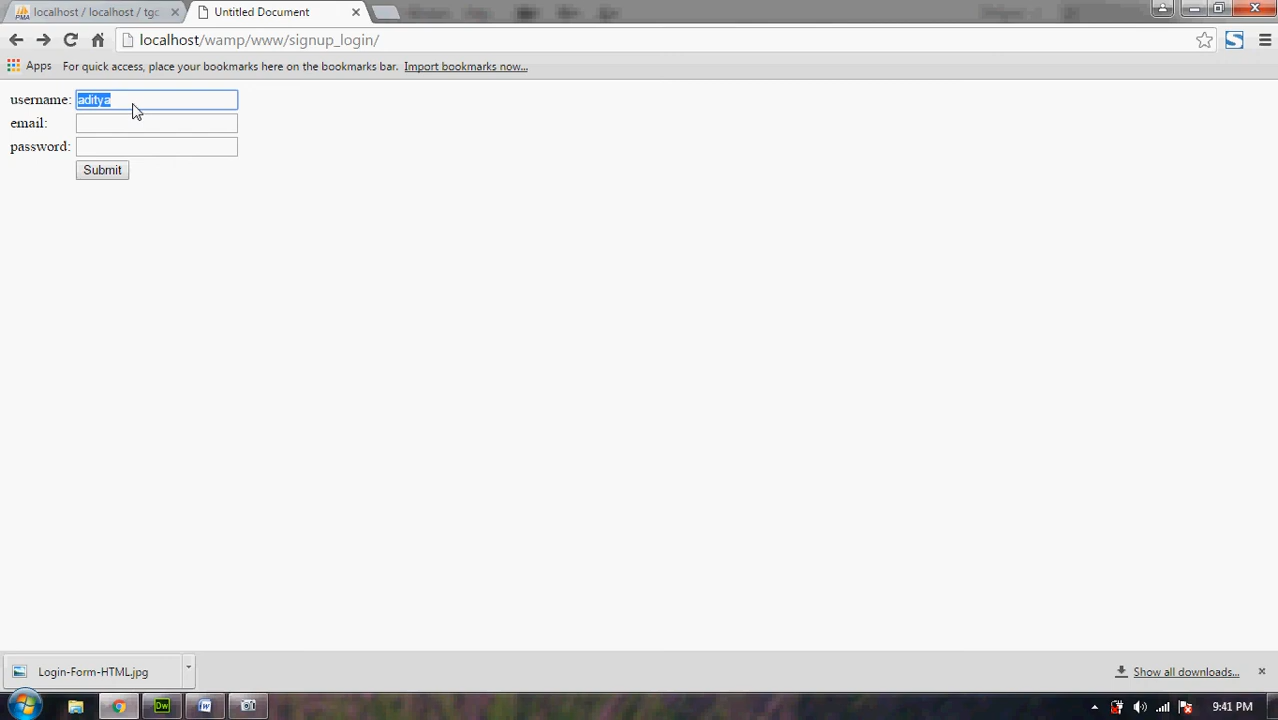 localhost / localhost / tgc
Untitled Document
localhost/wamp/www/signup_login/
Apps
For quick access, place your bookmarks here on the bookmarks bar. Import bookmarks now...
username: aditya
email:
password:
Submit
Login-Form-HTML.jpg
Show all downloads...
Dw
9:41 PM